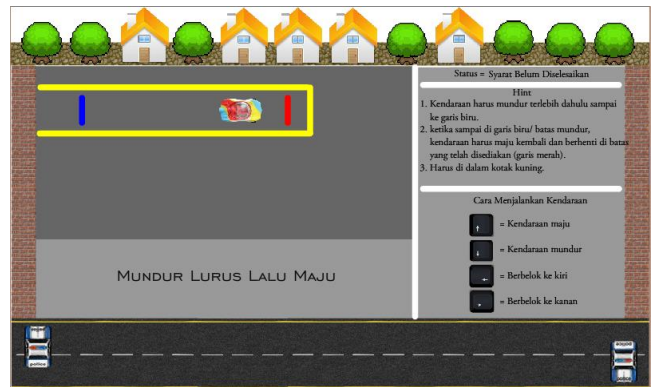 Status = Syarat Belum Diselesaikan
Hint
1. Kendaraan harus mundur terlebih dahulu sampai
ke garis biru.
2. ketika sampai di garis biru/ batas mundur,
kendaraan harus maju kembali dan berhenti di batas
yang telah disediakan (garis merah).
3. Harus di dalam kotak kuning.
Cara Menjalankan Kendaraan
↑ = Kendaraan maju
↓ = Kendaraan mundur
← = Berbelok ke kiri
= Berbelok ke kanan
Mundur Lurus Lalu Maju
police
police